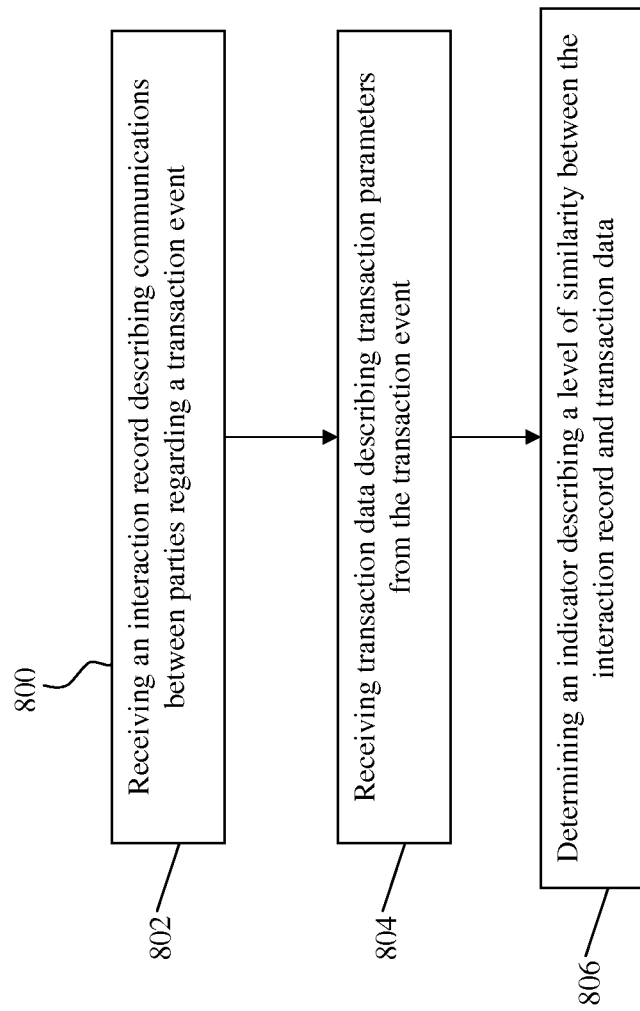 800
802
Receiving an interaction record describing communications
between parties regarding a transaction event
804
Receiving transaction data describing transaction parameters
from the transaction event
806
Determining an indicator describing a level of similarity between the
interaction record and transaction data